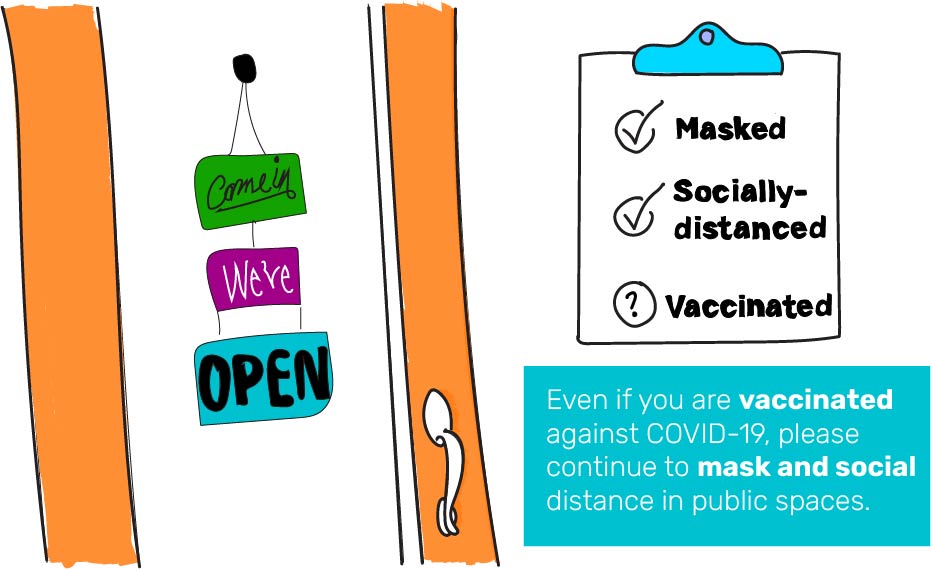 Come in
We're
OPEN
Masked
Socially-
distanced
? Vaccinated
Even if you are vaccinated
against COVID-19, please
continue to mask and social
distance in public spaces.